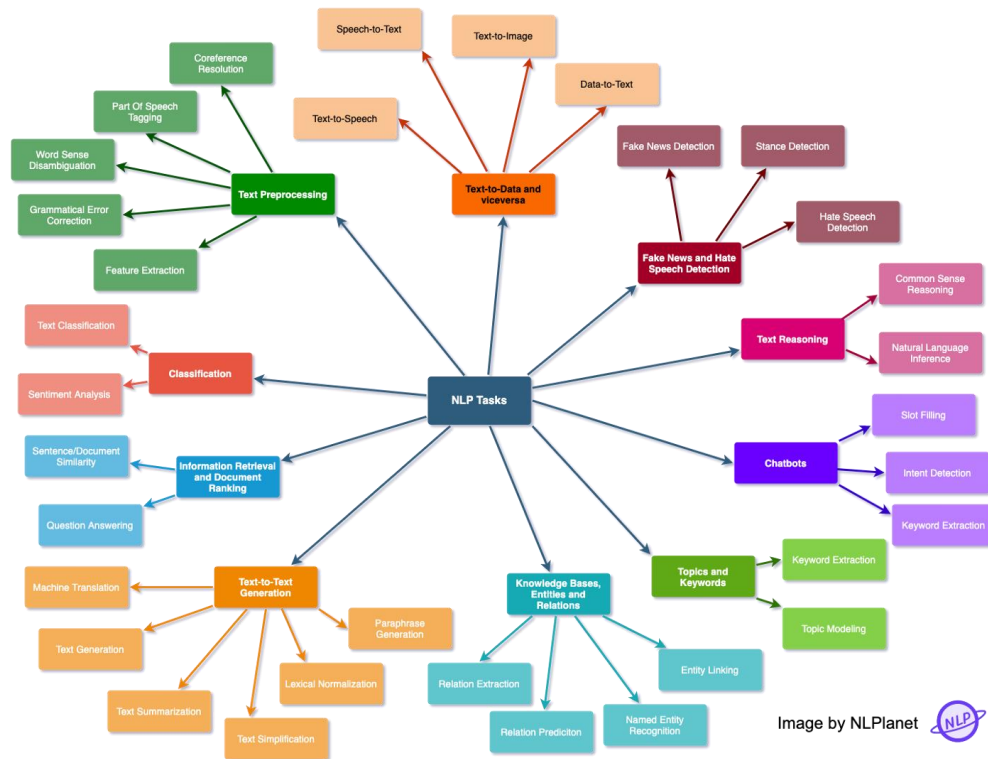 Speech-to-Text
Text-to-Image
Coreference
Resolution
Data-to-Text
Part Of Speech
Tagging
Text-to-Speech
Fake News Detection
Stance Detection
Word Sense
Disambiguation
Text Preprocessing
Text-to-Data and
viceversa
Grammatical Error
Correction
Hate Speech
Detection
Feature Extraction
Fake News and Hate
Speech Detection
Common Sense
Reasoning
Text Classification
Text Reasoning
Natural Language
Inference
Classification
Sentiment Analysis
NLP Tasks
Slot Filling
Sentence/Document
Similarity
Information Retrieval
and Document
Ranking
Chatbots
Intent Detection
Question Answering
Keyword Extraction
Machine Translation
Text-to-Text
Generation
Knowledge Bases,
Entities and
Relations
Topics and
Keywords
Keyword Extraction
Paraphrase
Generation
Text Generation
Topic Modeling
Lexical Normalization
Relation Extraction
Entity Linking
Text Summarization
Text Simplification
Relation Prediciton
Named Entity
Recognition
Image by NLPlanet
NLP